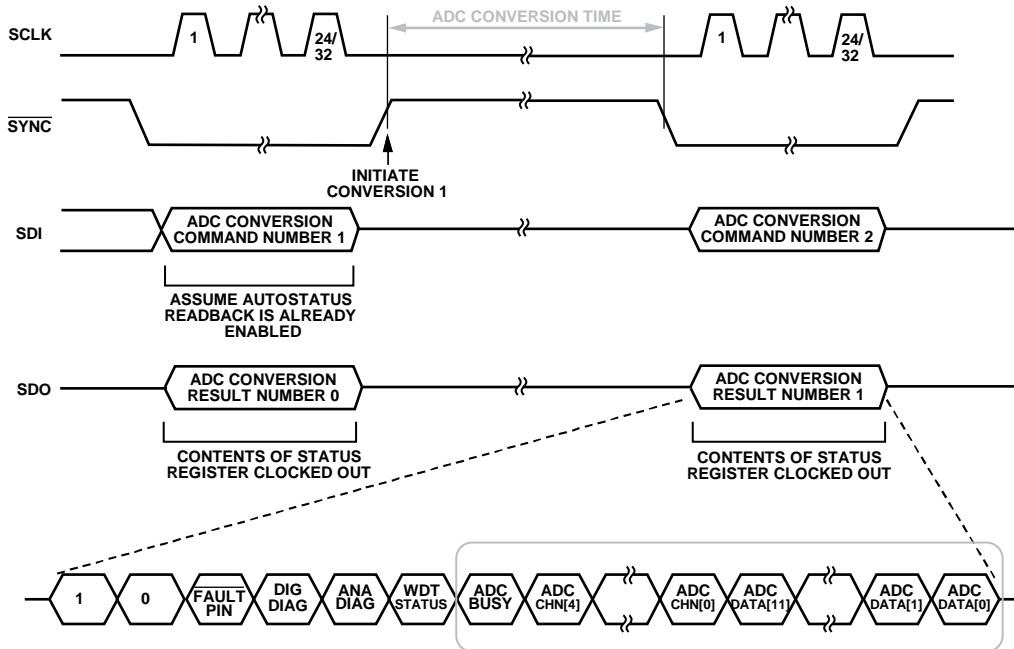 ADC CONVERSION TIME
SCLK
1
24/
32
1
24/
32
SYNC
INITIATE
CONVERSION 1
SDI
ADC CONVERSION
COMMAND NUMBER 1
ADC CONVERSION
COMMAND NUMBER 2
ASSUME AUTOSTATUS
READBACK IS ALREADY
ENABLED
SDO
ADC CONVERSION
RESULT NUMBER 0
ADC CONVERSION
RESULT NUMBER 1
CONTENTS OF STATUS
REGISTER CLOCKED OUT
CONTENTS OF STATUS
REGISTER CLOCKED OUT
1
0
FAULT
PIN
DIG
DIAG
ANA
DIAG
WDT
STATUS
ADC
BUSY
ADC
CHN[4]
ADC
CHN[0]
ADC
DATA[11]
ADC
DATA[1]
ADC
DATA[0]